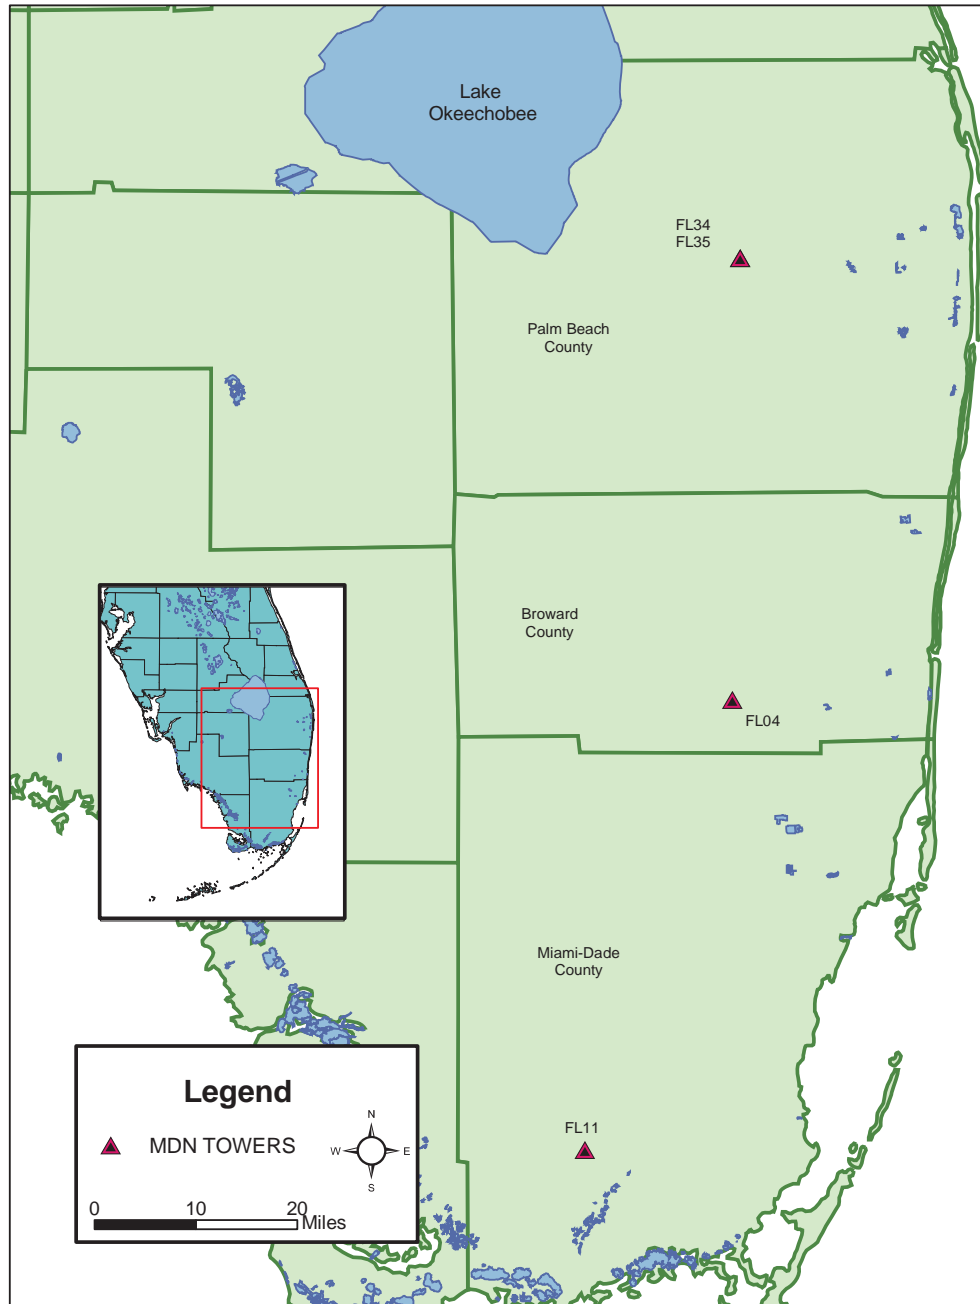 Lake
Okeechobee
FL34
FL35
Palm Beach
County
Broward
County
FL04
Miami-Dade
County
FL11
Legend
MDN TOWERS
N
W
E
S
0
10
20
Miles